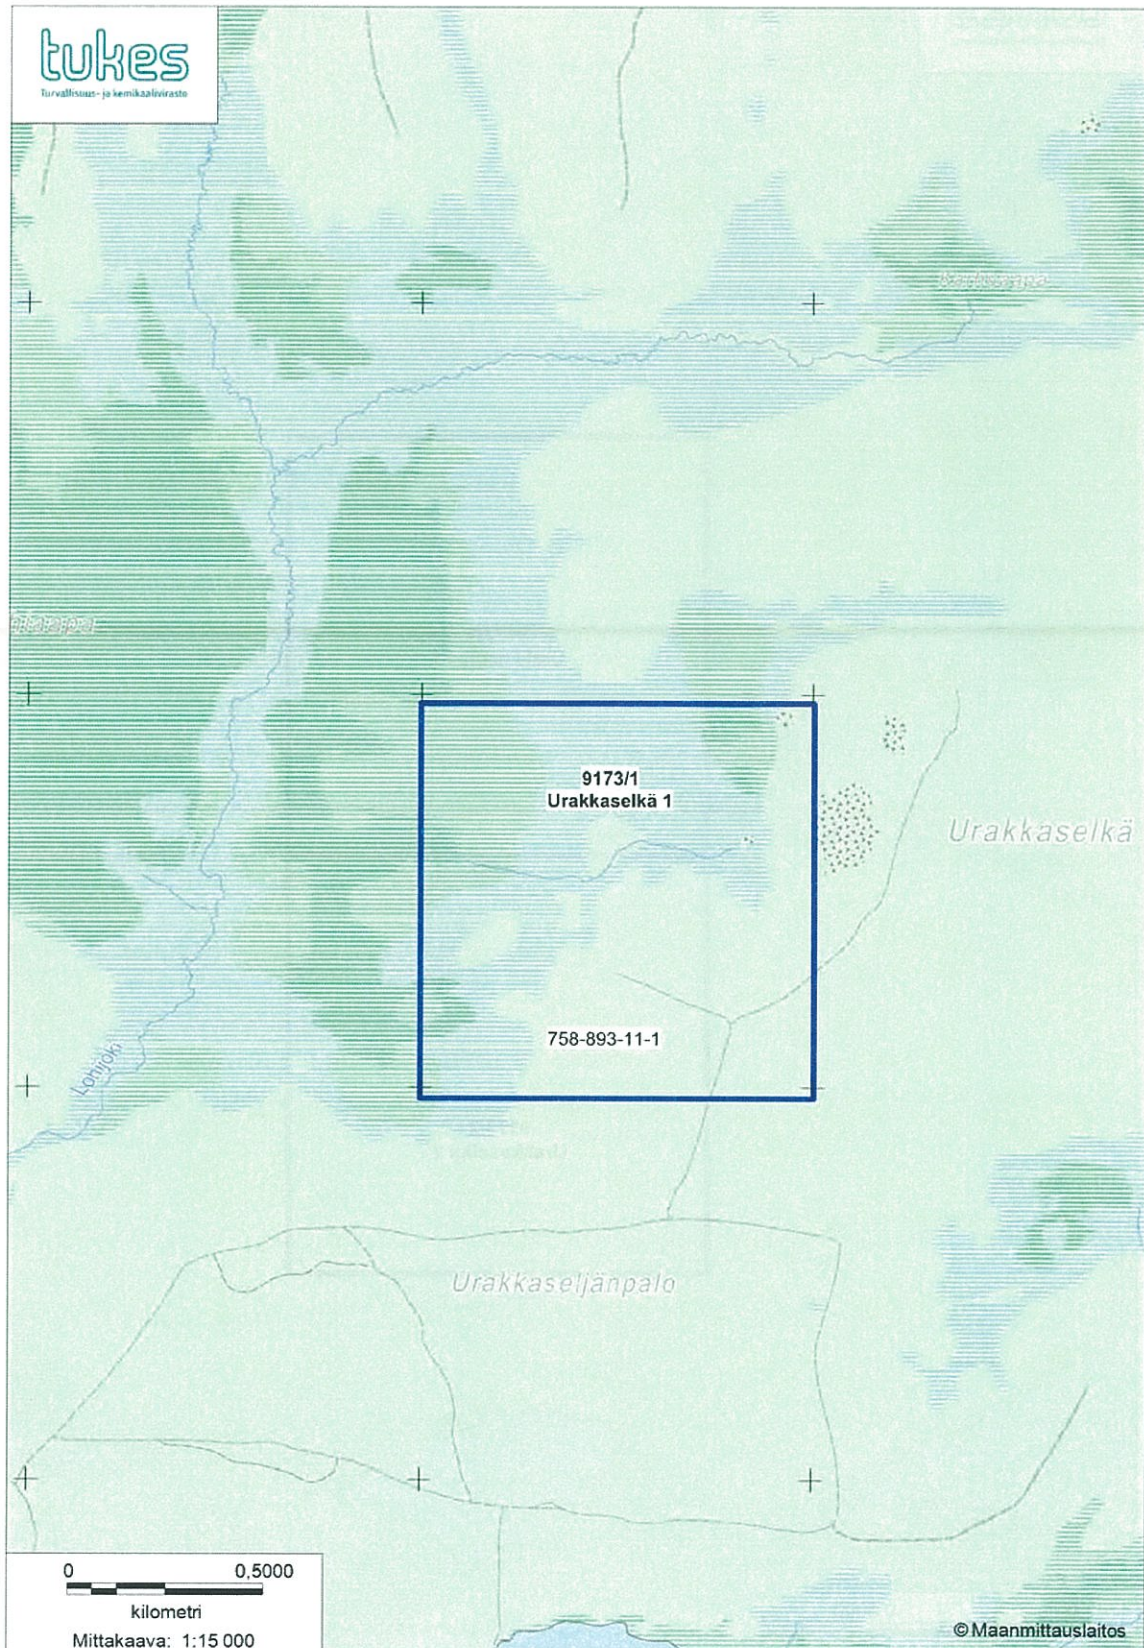 tukes
Turvallisuus- ja kemikaalivirasto
9173/1
Urakkaselkä 1
Urakkaselkä
758-893-11-1
Lonijoki
Urakkaseljänpalo
0 0,5000
kilometri
Mittakaava: 1:15 000
© Maanmittauslaitos